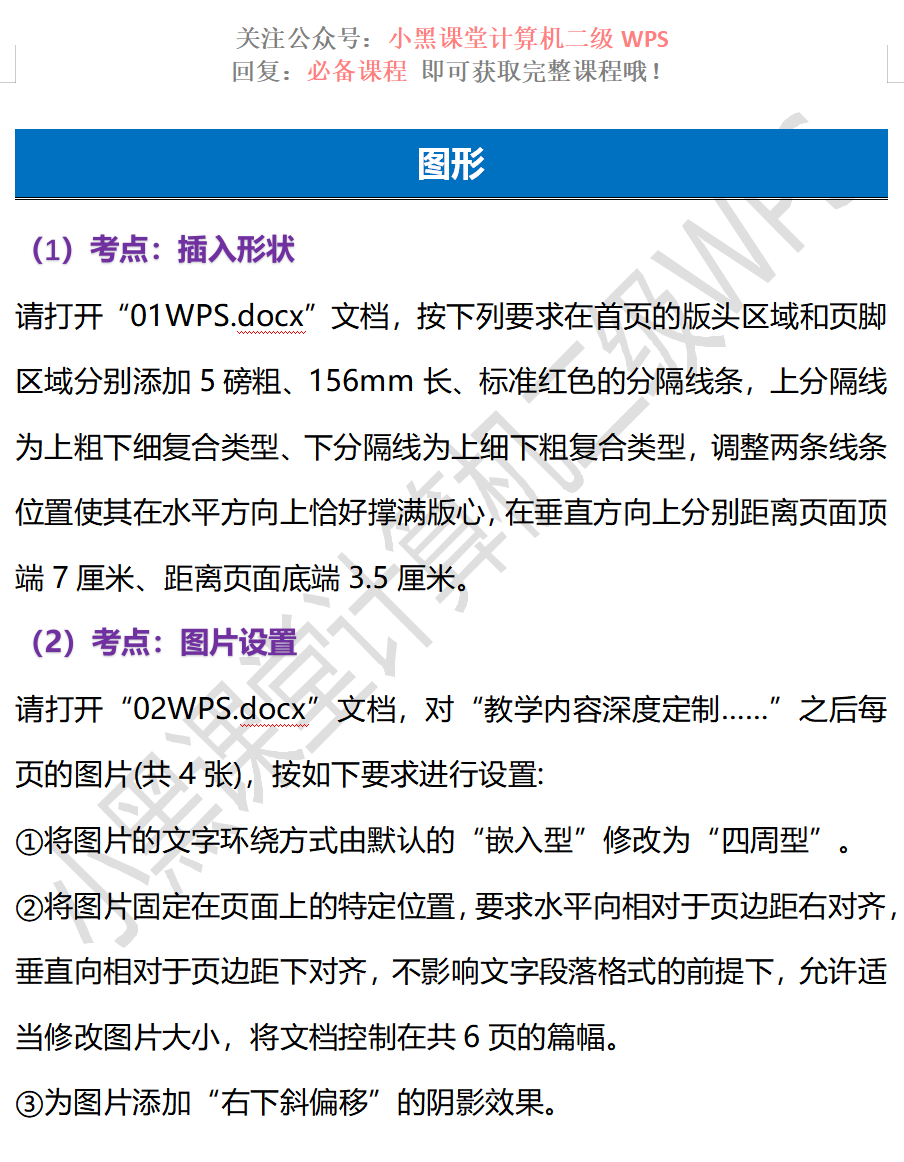 关注公众号：小黑课堂计算机二级 WPS
回复：必备课程 即可获取完整课程哦！
图形
（1）考点：插入形状
请打开“01WPS.docx”文档，按下列要求在首页的版头区域和页脚
区域分别添加 5 磅粗、156mm 长、标准红色的分隔线条，上分隔线
为上粗下细复合类型、下分隔线为上细下粗复合类型，调整两条线条
位置使其在水平方向上恰好撑满版心，在垂直方向上分别距离页面顶
端 7 厘米、距离页面底端 3.5 厘米。
（2）考点：图片设置
请打开“02WPS.docx”文档，对“教学内容深度定制……”之后每
页的图片(共 4 张)，按如下要求进行设置:
①将图片的文字环绕方式由默认的“嵌入型”修改为“四周型”。
②将图片固定在页面上的特定位置，要求水平向相对于页边距右对齐，
垂直向相对于页边距下对齐，不影响文字段落格式的前提下，允许适
当修改图片大小，将文档控制在共 6 页的篇幅。
③为图片添加“右下斜偏移”的阴影效果。
小黑课堂计算机二级WPS